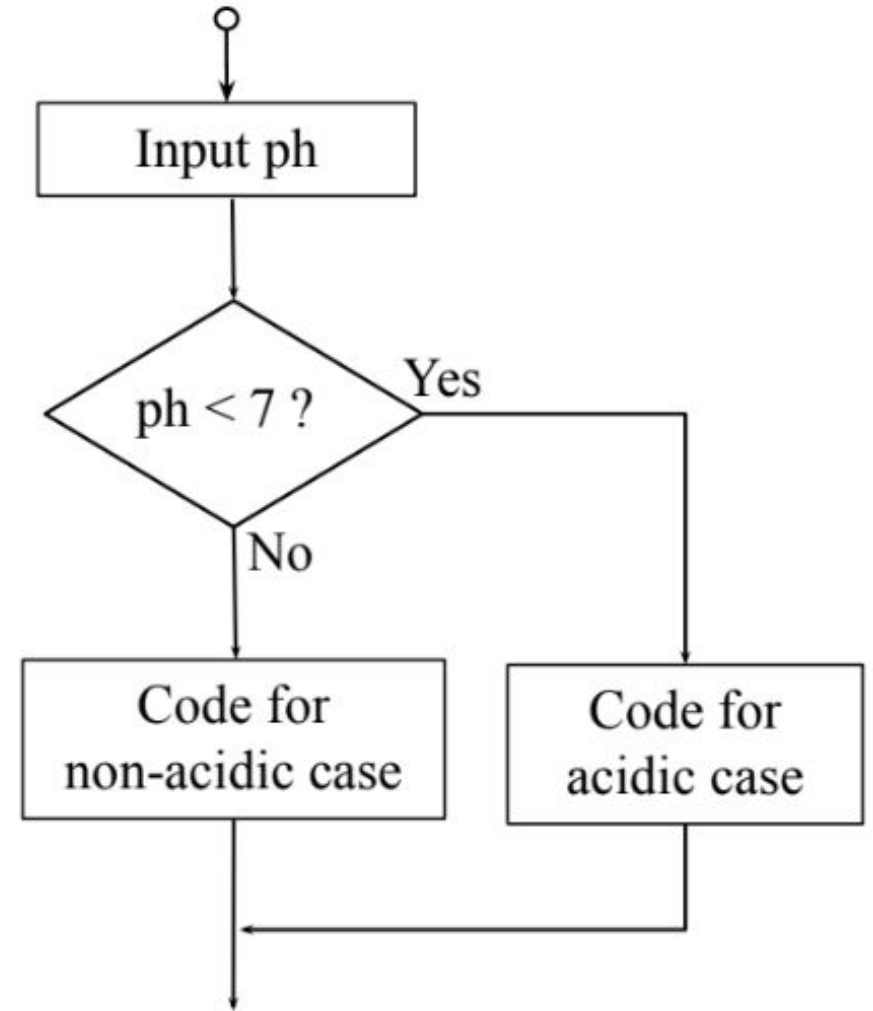 Input ph
ph < 7 ?
Yes
No
Code for
non-acidic case
Code for
acidic case